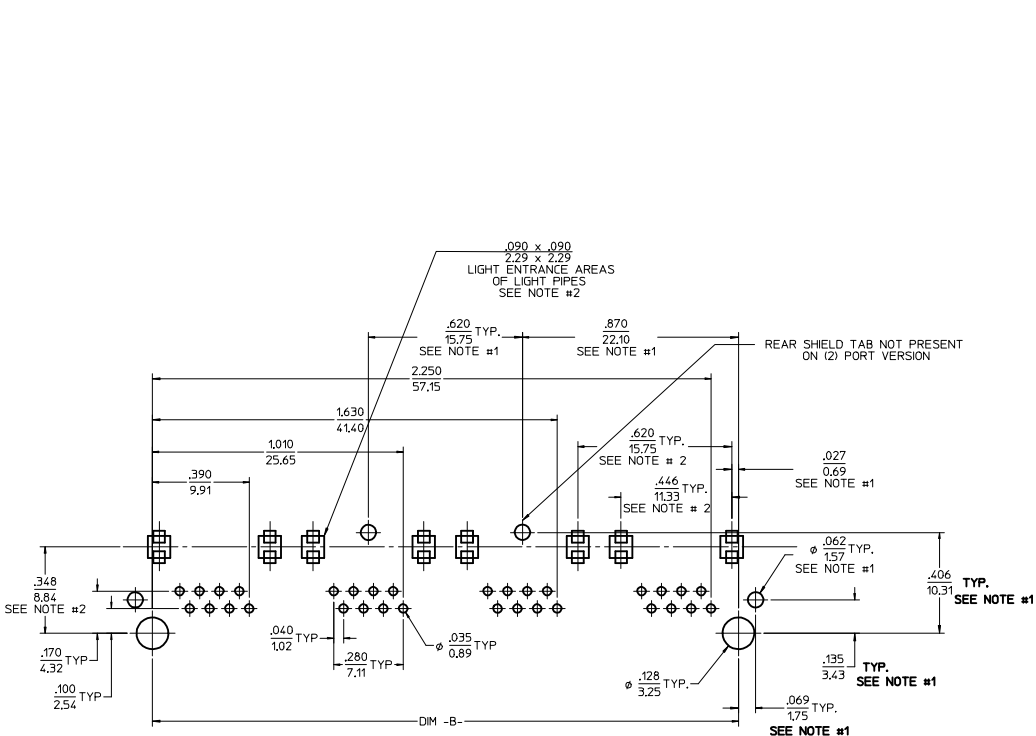 .090 x .090
2.29 x 2.29
LIGHT ENTRANCE AREAS
OF LIGHT PIPES
SEE NOTE #2
.620 TYP.
15.75
SEE NOTE #1
.870
22.10
SEE NOTE #1
REAR SHIELD TAB NOT PRESENT
ON (2) PORT VERSION
2.250
57.15
1.630
41.40
1.010
25.65
.390
9.91
.620 TYP.
15.75
SEE NOTE # 2
.446 TYP.
11.33
SEE NOTE # 2
.027
0.69
SEE NOTE #1
ø .062 TYP.
1.57
SEE NOTE #1
.406 TYP.
10.31
SEE NOTE #1
.348
8.84
SEE NOTE #2
.170 TYP
4.32
.100 TYP
2.54
.040
1.02
.280 TYP
7.11
ø .035 TYP
0.89
ø .128 TYP.
3.25
.135 TYP.
3.43
SEE NOTE #1
.069 TYP.
1.75
SEE NOTE #1
DIM -B-